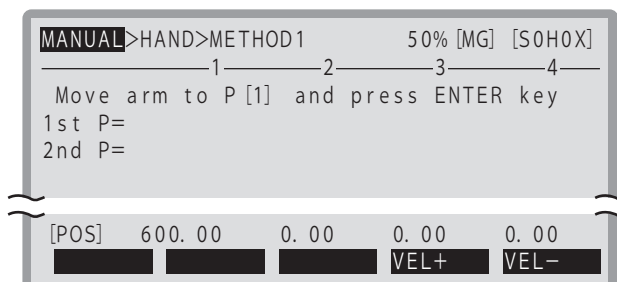 MANUAL>HAND>METHOD1 50% [MG] [S0H0X]
1 2 3 4
Move arm to P[1] and press ENTER key
1st P=
2nd P=
[POS] 600.00 0.00 0.00 0.00
VEL+ VEL-